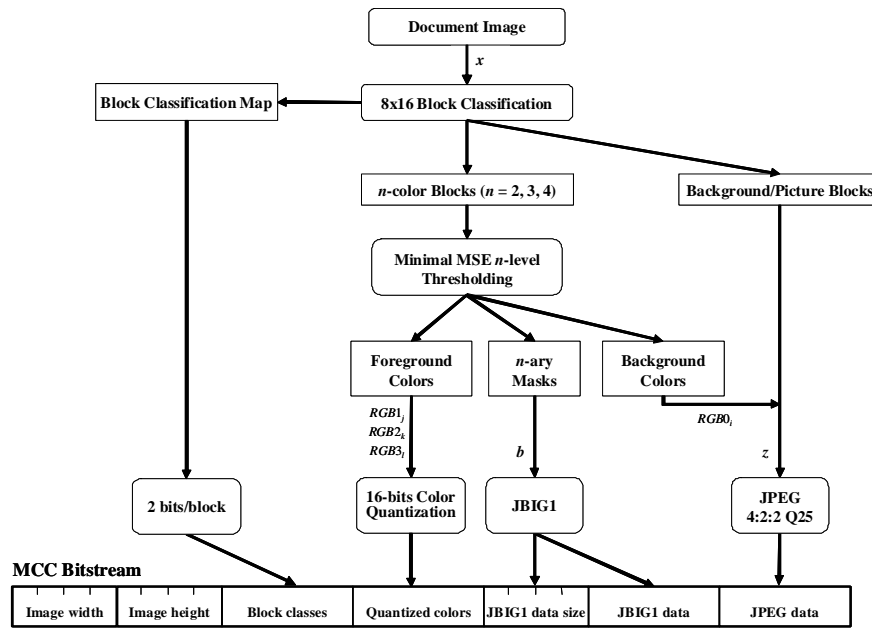 Document Image
x
Block Classification Map
8x16 Block Classification
n-color Blocks (n = 2, 3, 4)
Background/Picture Blocks
Minimal MSE n-level
Thresholding
Foreground
Colors
n-ary
Masks
Background
Colors
RGB1j
RGB2k
RGB3l
RGB0i
b
z
2 bits/block
16-bits Color
Quantization
JBIG1
JPEG
4:2:2 Q25
MCC Bitstream
Image width
Image height
Block classes
Quantized colors
JBIG1 data size
JBIG1 data
JPEG data